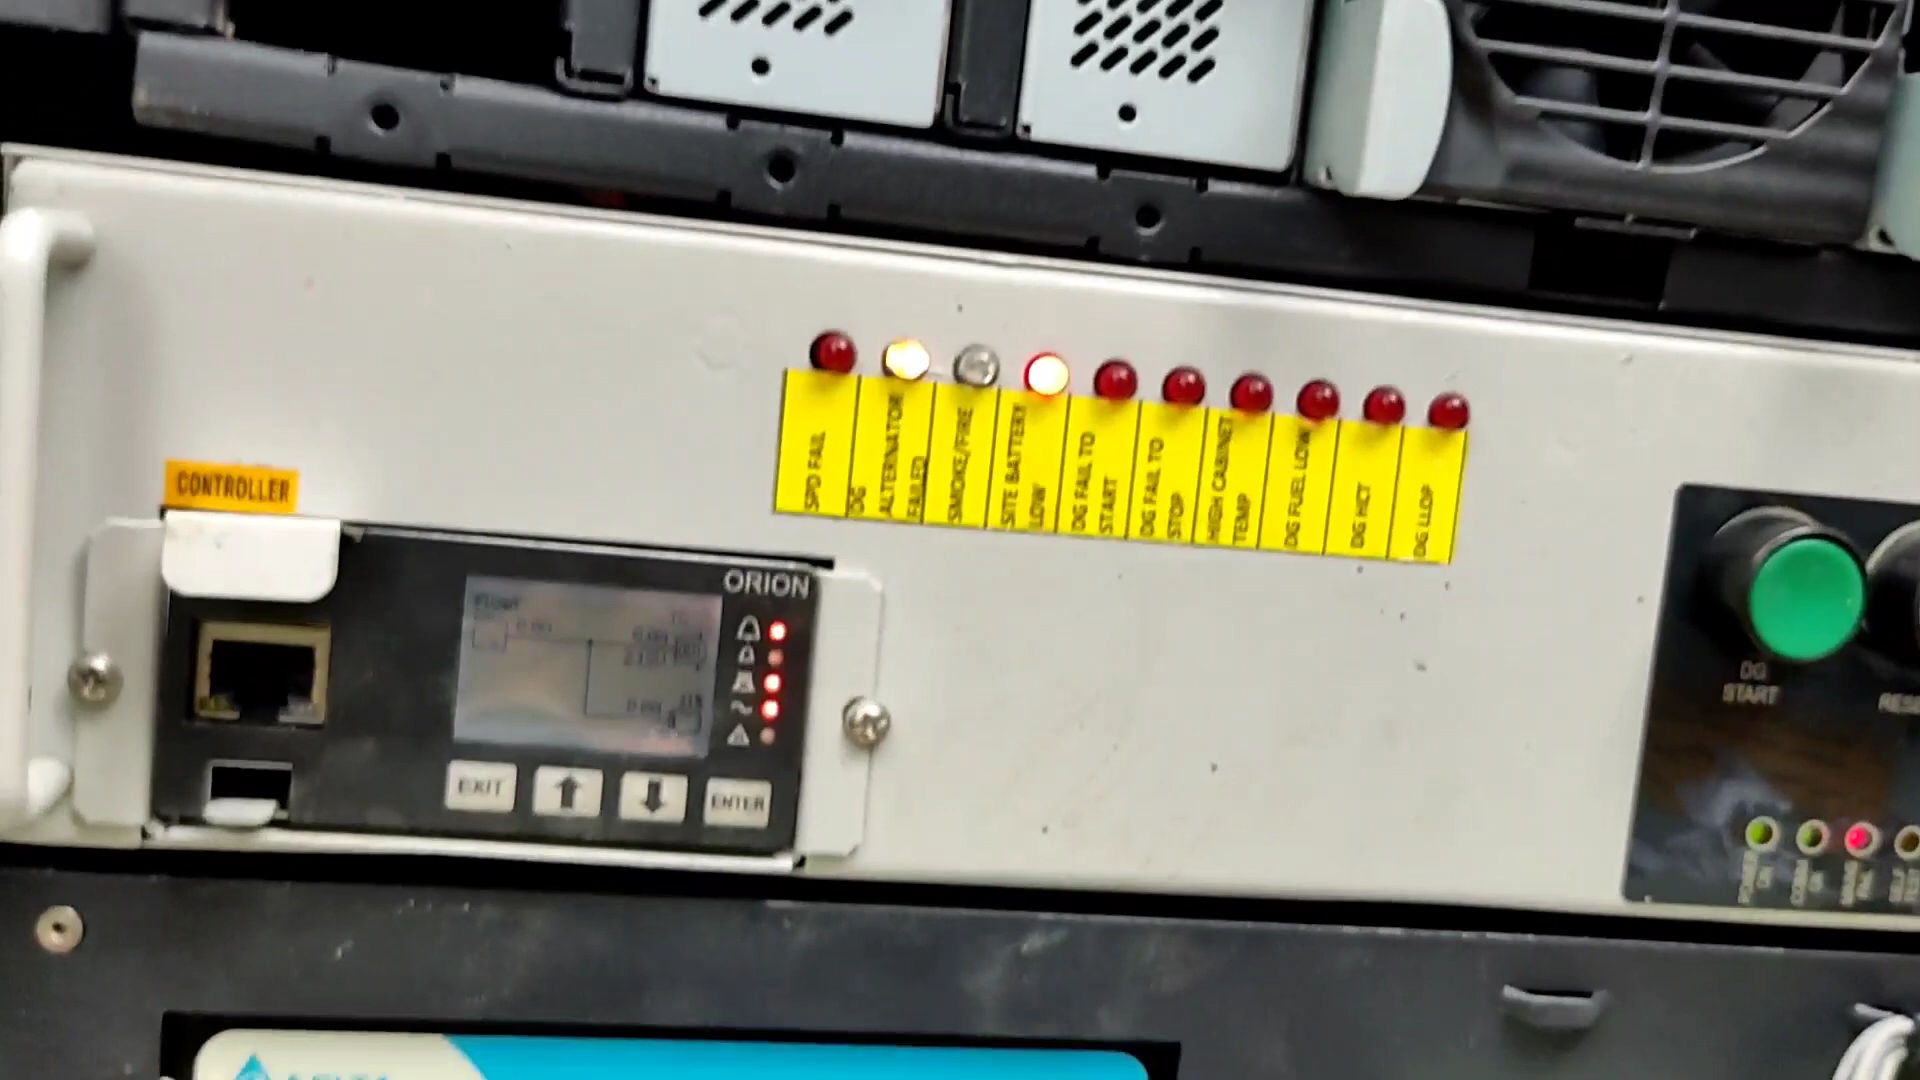 SPD FAIL
DG
ALTERNATOR
FAILED
SMOKE/FIRE
SITE BATTERY
LOW
DG FAIL TO
START
DG FAIL TO
STOP
HIGH CABINET
TEMP
DG FUEL LOW
DG HCT
DG LLOP
CONTROLLER
ORION
EXIT
ENTER
DG
START